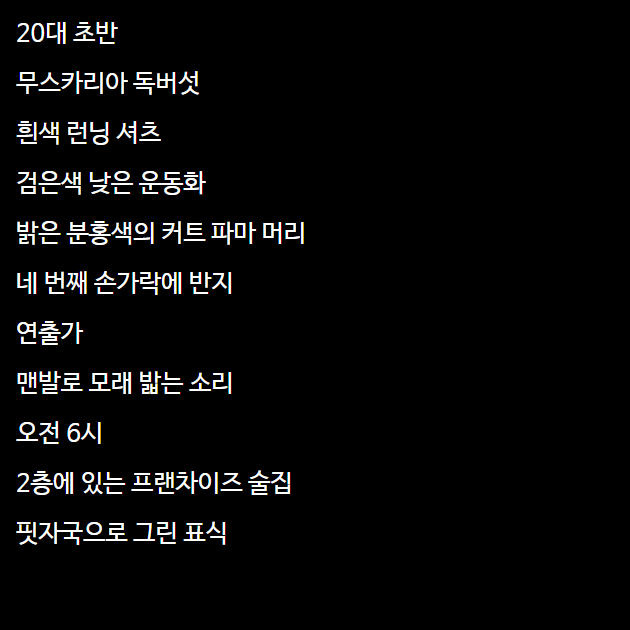 20대 초반
무스카리아 독버섯
흰색 런닝 셔츠
검은색 낮은 운동화
밝은 분홍색의 커트 파마 머리
네 번째 손가락에 반지
연출가
맨발로 모래 밟는 소리
오전 6시
2층에 있는 프랜차이즈 술집
핏자국으로 그린 표식